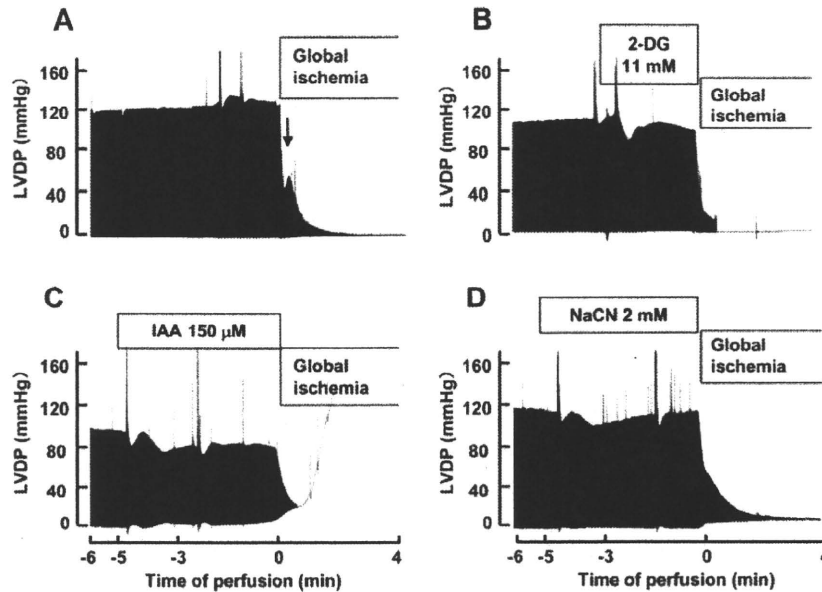 A
LVDP (mmHg)
160
120
80
40
0
Global
ischemia
B
LVDP (mmHg)
160
120
80
40
0
2-DG
11 mM
Global
ischemia
C
LVDP (mmHg)
160
120
80
40
0
IAA 150 μM
Global
ischemia
-6 -5 -3 0 4
Time of perfusion (min)
D
LVDP (mmHg)
160
120
80
40
0
NaCN 2 mM
Global
ischemia
-6 -5 -3 0 4
Time of perfusion (min)